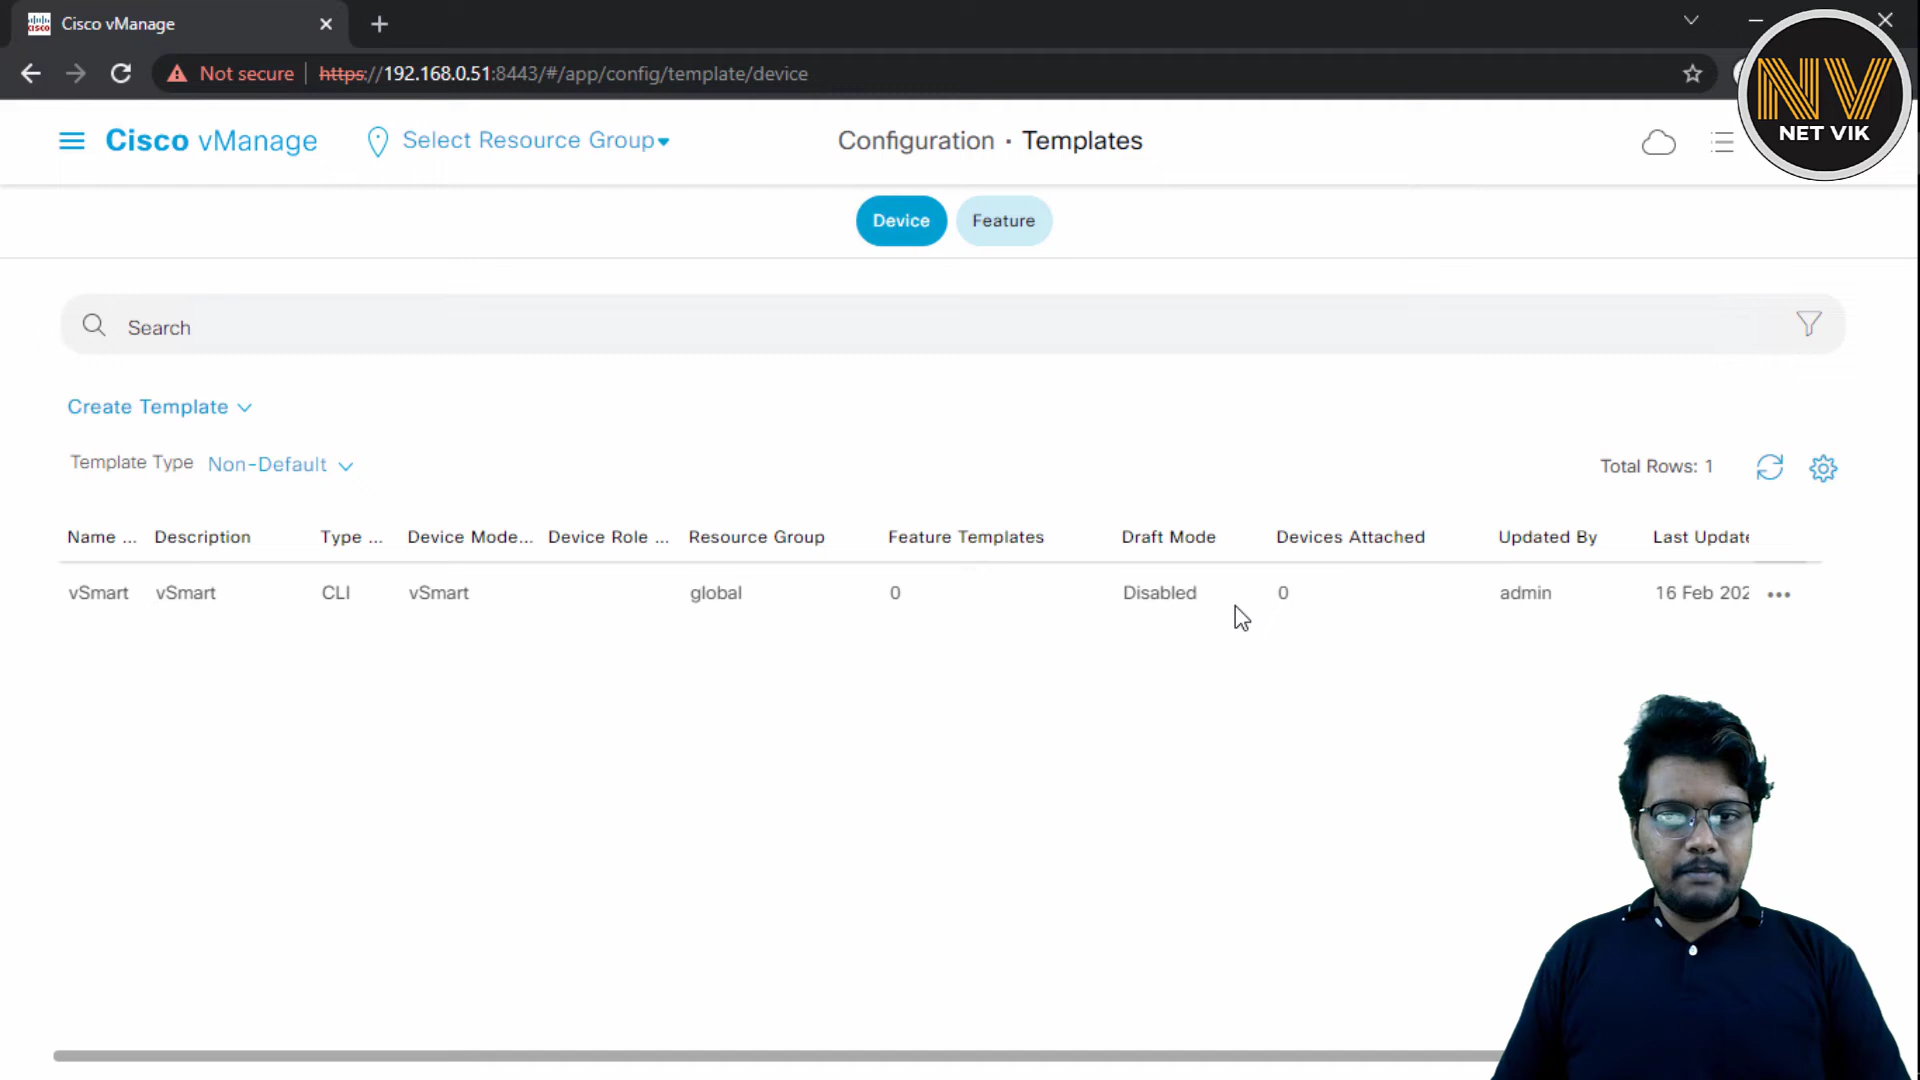 Cisco vManage
Not secure https://192.168.0.51:8443/#/app/config/template/device
NV
NET VIK
Cisco vManage Select Resource Group Configuration · Templates
Device Feature
Search
Create Template
Template Type Non-Default Total Rows: 1
Name ... Description Type ... Device Mode... Device Role ... Resource Group Feature Templates Draft Mode Devices Attached Updated By Last Update
vSmart vSmart CLI vSmart global 0 Disabled 0 admin 16 Feb 202 •••